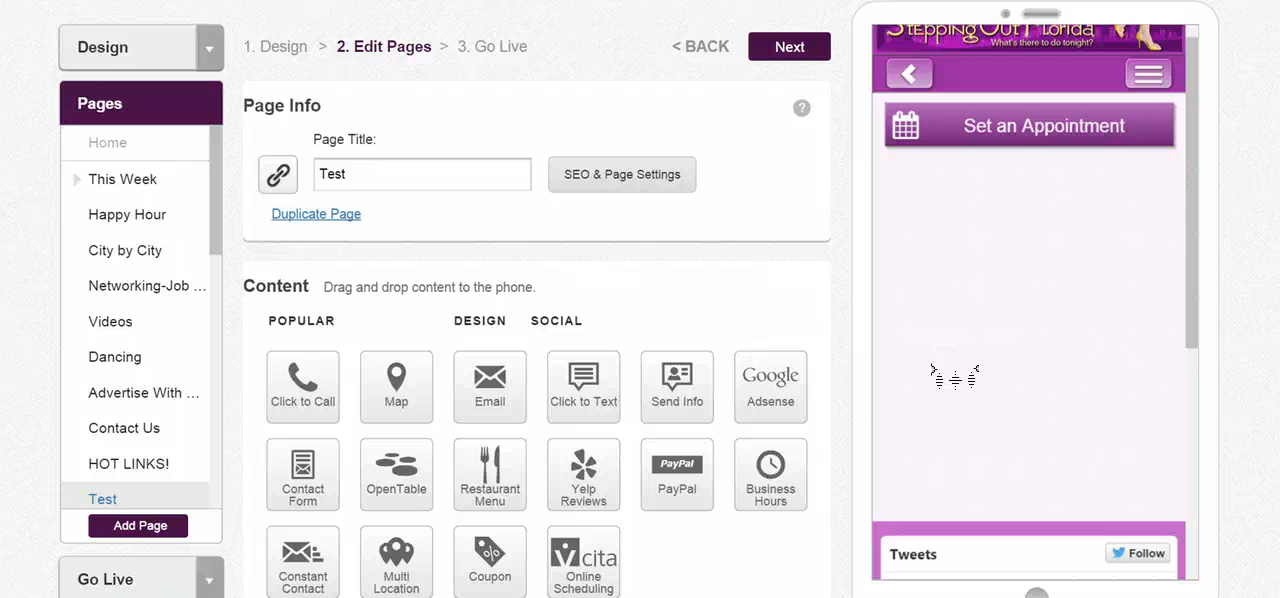 Design
1. Design > 2. Edit Pages > 3. Go Live
< BACK
Next
Pages
Home
This Week
Happy Hour
City by City
Networking-Job ...
Videos
Dancing
Advertise With ...
Contact Us
HOT LINKS!
Test
Add Page
Go Live
Page Info
?
Page Title:
Test
SEO & Page Settings
Duplicate Page
Content Drag and drop content to the phone.
POPULAR DESIGN SOCIAL
Click to Call
Map
Email
Click to Text
Send Info
Google
Adsense
Contact
Form
OpenTable
Restaurant
Menu
Yelp
Reviews
PayPal
PayPal
Business
Hours
Constant
Contact
Multi
Location
%
Coupon
Vcita
Online
Scheduling
SteppingOutFlorida
What's there to do tonight?
Set an Appointment
Tweets
Follow